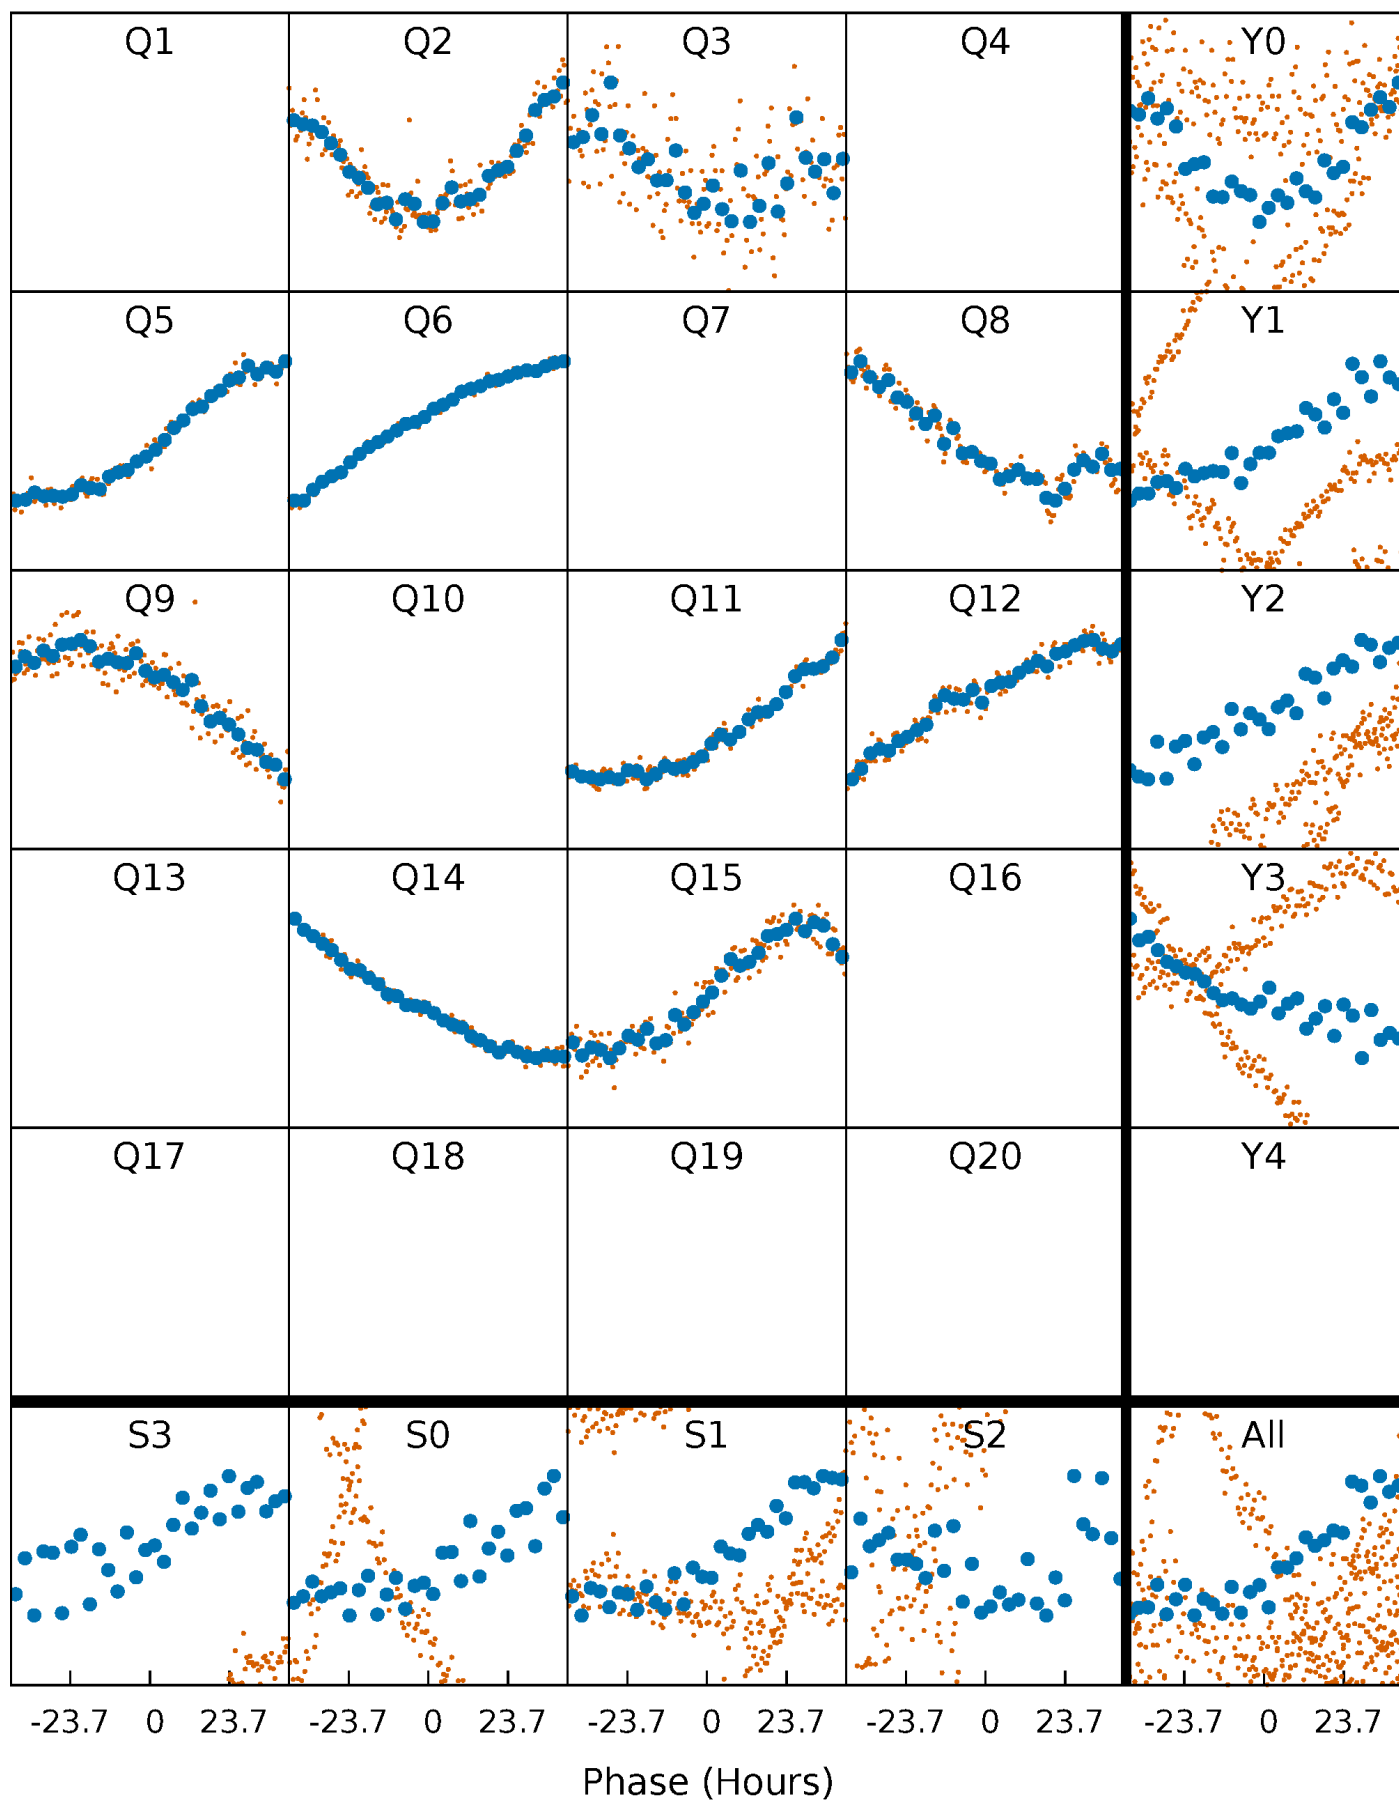 Q1 Q2 Q3 Q4 Y0
Q5 Q6 Q7 Q8 Y1
Q9 Q10 Q11 Q12 Y2
Q13 Q14 Q15 Q16 Y3
Q17 Q18 Q19 Q20 Y4
S3 S0 S1 S2 All
-23.7 0 23.7 -23.7 0 23.7 -23.7 0 23.7 -23.7 0 23.7 -23.7 0 23.7
Phase (Hours)